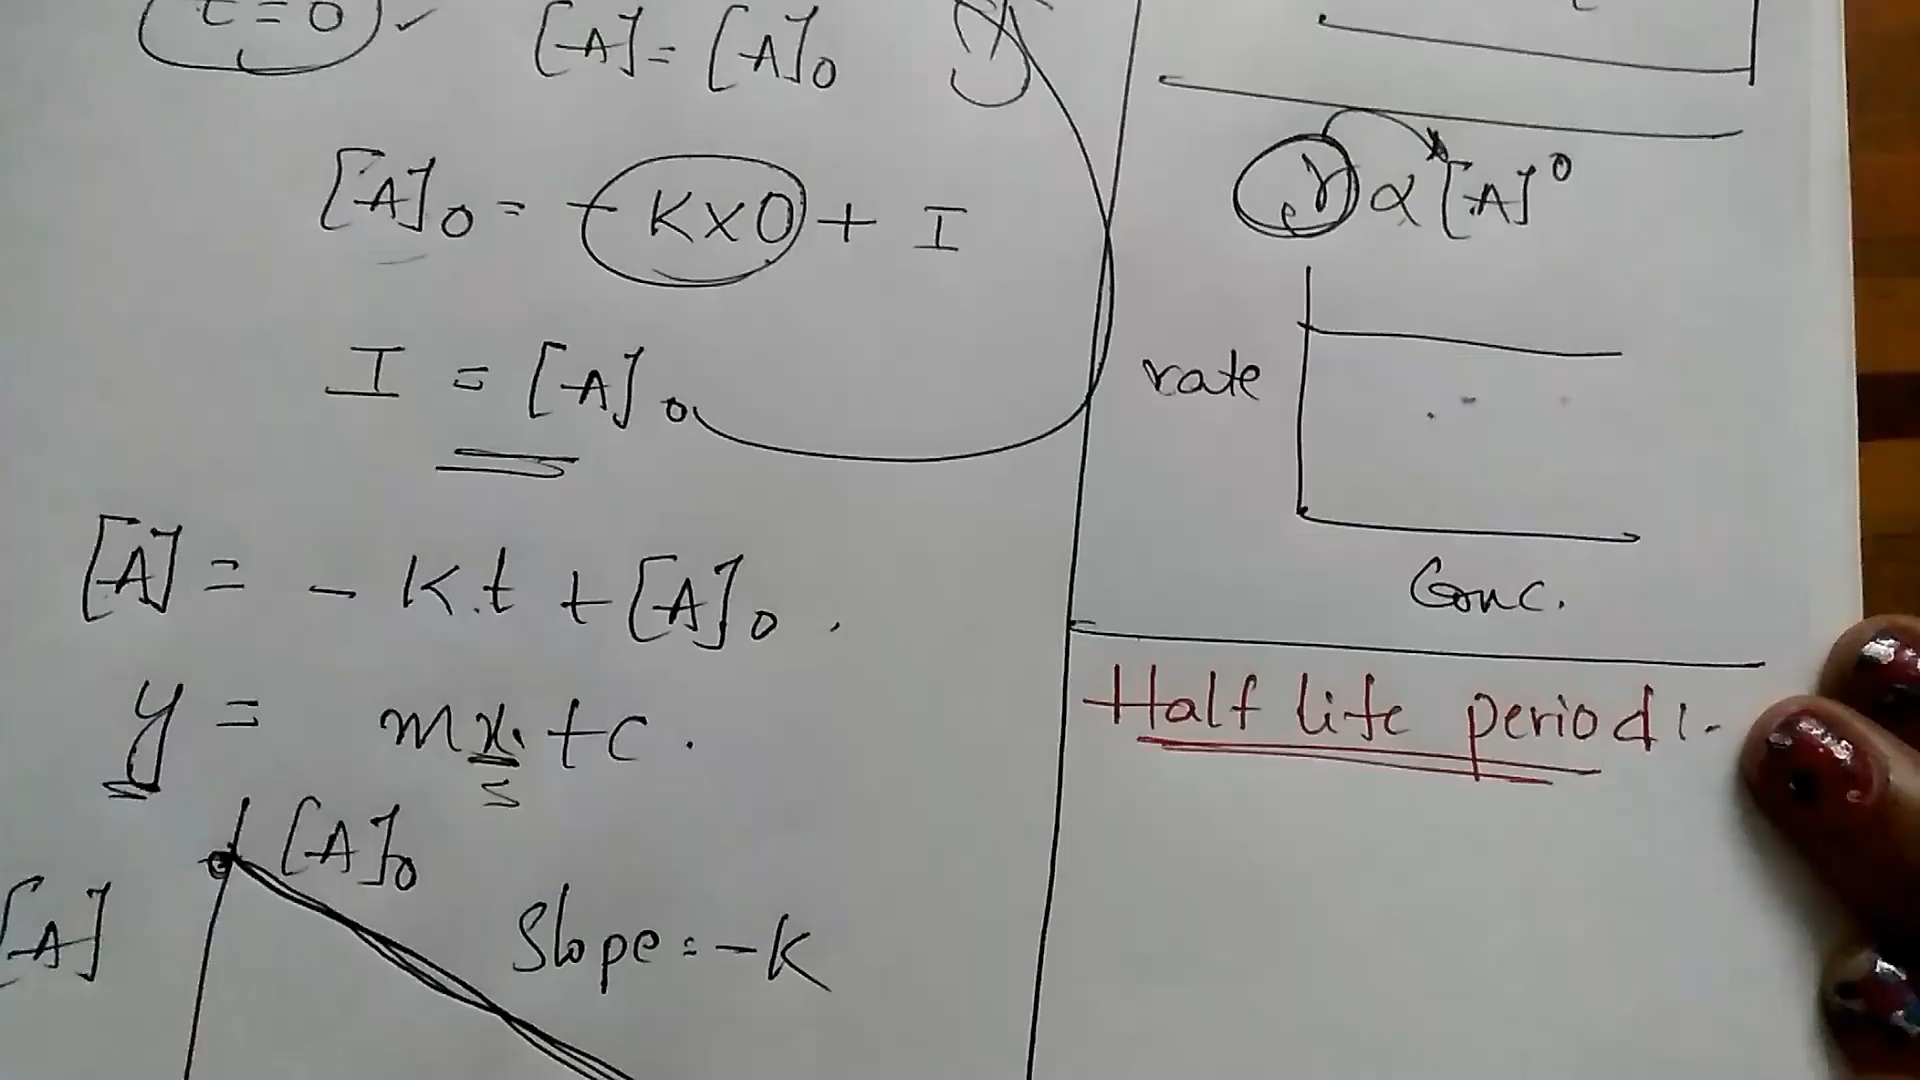 t = 0 ✓ [A] = [A]₀
[A]₀ = - K×0 + I
I = [A]₀
[A] = - K.t + [A]₀ .
y = mx + c .
[A]₀
[A]
Slope = -K
r α [A]⁰
rate
Conc.
Half life period :-